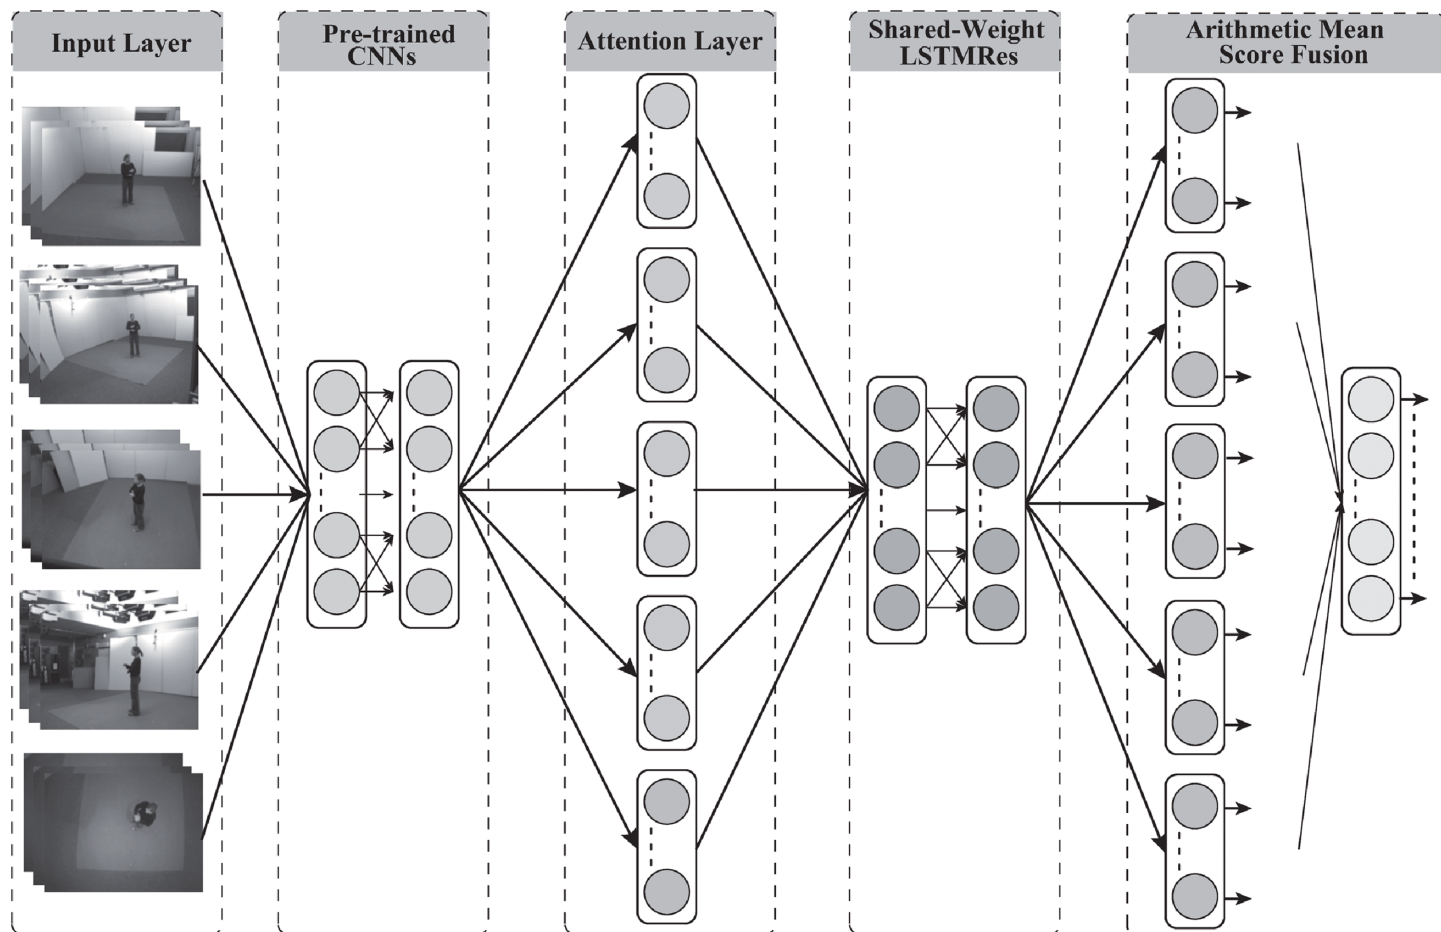 Input Layer
Pre-trained
CNNs
Attention Layer
Shared-Weight
LSTMRes
Arithmetic Mean
Score Fusion